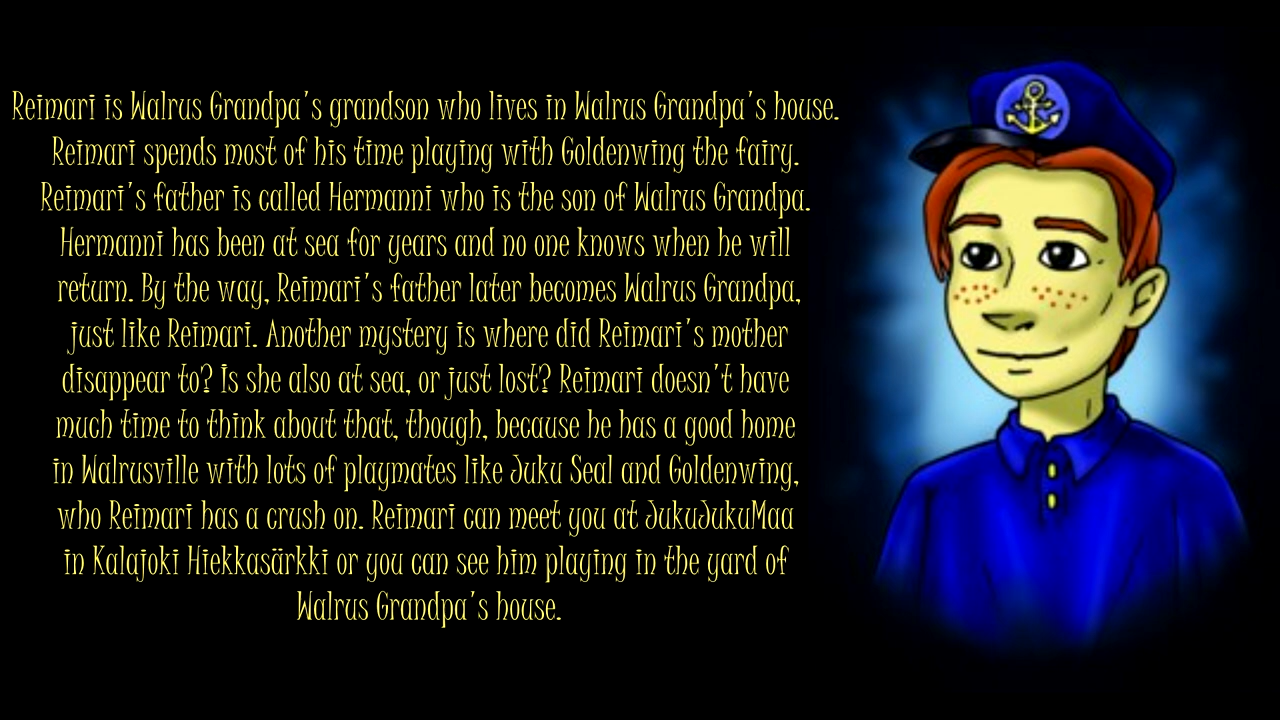 Reimari is Walrus Grandpa's grandson who lives in Walrus Grandpa's house.
Reimari spends most of his time playing with Goldenwing the fairy.
Reimari's father is called Hermanni who is the son of Walrus Grandpa.
Hermanni has been at sea for years and no one knows when he will
return. By the way, Reimari's father later becomes Walrus Grandpa,
just like Reimari. Another mystery is where did Reimari's mother
disappear to? Is she also at sea, or just lost? Reimari doesn't have
much time to think about that, though, because he has a good home
in Walrusville with lots of playmates like Juku Seal and Goldenwing,
who Reimari has a crush on. Reimari can meet you at JukuJukuMaa
in Kalajoki Hiekkasärkki or you can see him playing in the yard of
Walrus Grandpa's house.